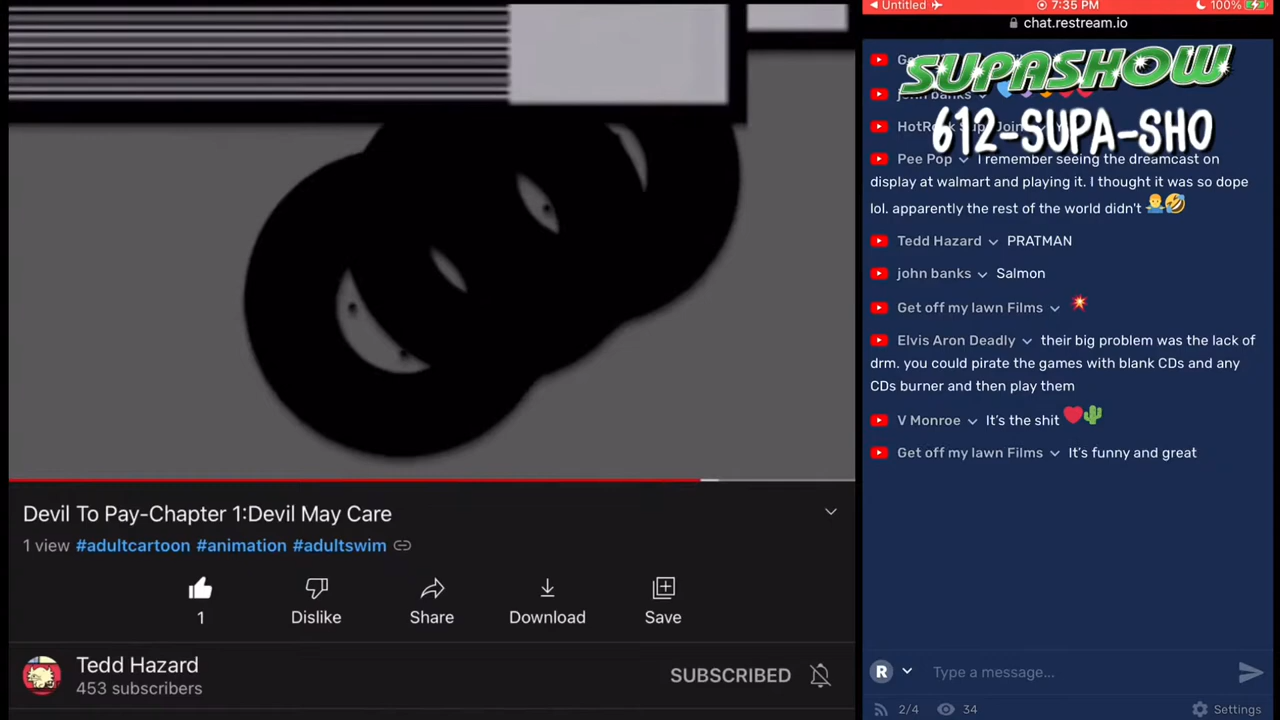 Devil To Pay-Chapter 1:Devil May Care
1 view #adultcartoon #animation #adultswim
1
Dislike
Share
Download
Save
Tedd Hazard
453 subscribers
SUBSCRIBED
Untitled
7:35 PM
100%
chat.restream.io
SUPASHOW
john banks
612-SUPA-SHO
Pee Pop I remember seeing the dreamcast on
display at walmart and playing it. I thought it was so dope
lol. apparently the rest of the world didn't 🤷‍♂️🤣
Tedd Hazard PRATMAN
john banks Salmon
Get off my lawn Films 💥
Elvis Aron Deadly their big problem was the lack of
drm. you could pirate the games with blank CDs and any
CDs burner and then play them
V Monroe It's the shit ❤️🌵
Get off my lawn Films It's funny and great
R Type a message...
2/4 34 Settings